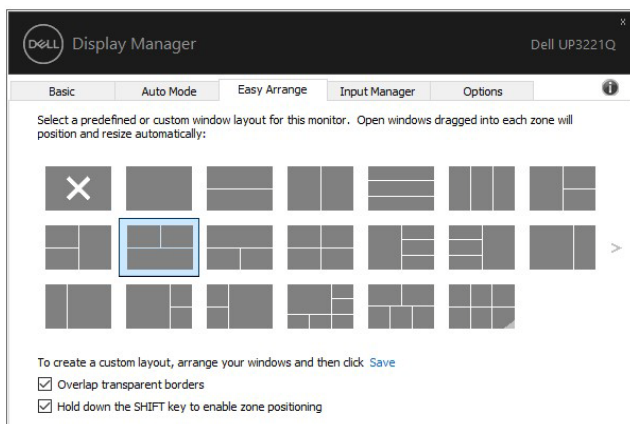 x
DELL Display Manager Dell UP3221Q
Basic Auto Mode Easy Arrange Input Manager Options i
Select a predefined or custom window layout for this monitor. Open windows dragged into each zone will
position and resize automatically:
>
To create a custom layout, arrange your windows and then click Save
Overlap transparent borders
Hold down the SHIFT key to enable zone positioning